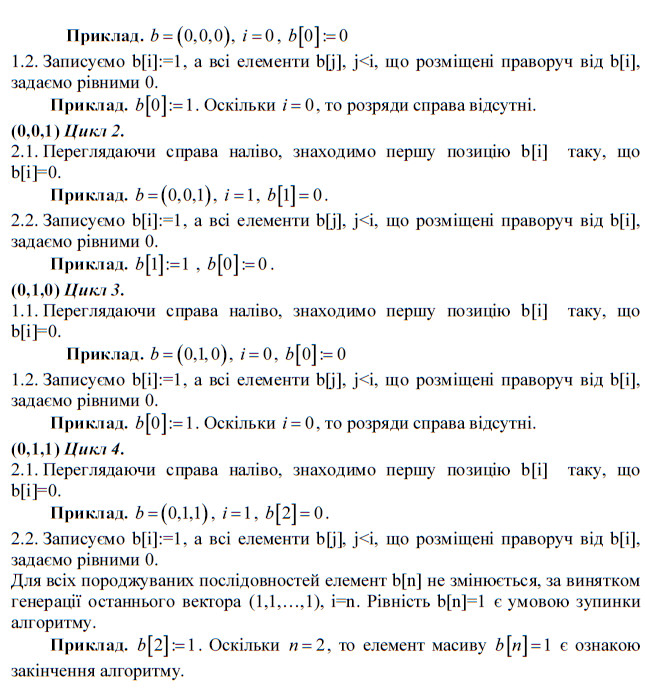 Приклад. b = (0,0,0), i = 0, b[0]:= 0
1.2. Записуємо b[i]:=1, а всі елементи b[j], j<i, що розміщені праворуч від b[i],
задаємо рівними 0.
Приклад. b[0]:= 1. Оскільки i = 0, то розряди справа відсутні.
(0,0,1) Цикл 2.
2.1. Переглядаючи справа наліво, знаходимо першу позицію b[i] таку, що
b[i]=0.
Приклад. b = (0,0,1), i = 1, b[1] = 0.
2.2. Записуємо b[i]:=1, а всі елементи b[j], j<i, що розміщені праворуч від b[i],
задаємо рівними 0.
Приклад. b[1]:= 1 , b[0]:= 0 .
(0,1,0) Цикл 3.
1.1. Переглядаючи справа наліво, знаходимо першу позицію b[i] таку, що
b[i]=0.
Приклад. b = (0,1,0), i = 0, b[0]:= 0
1.2. Записуємо b[i]:=1, а всі елементи b[j], j<i, що розміщені праворуч від b[i],
задаємо рівними 0.
Приклад. b[0]:= 1. Оскільки i = 0, то розряди справа відсутні.
(0,1,1) Цикл 4.
2.1. Переглядаючи справа наліво, знаходимо першу позицію b[i] таку, що
b[i]=0.
Приклад. b = (0,1,1), i = 1, b[2] = 0.
2.2. Записуємо b[i]:=1, а всі елементи b[j], j<i, що розміщені праворуч від b[i],
задаємо рівними 0.
Для всіх породжуваних послідовностей елемент b[n] не змінюється, за винятком
генерації останнього вектора (1,1,…,1), i=n. Рівність b[n]=1 є умовою зупинки
алгоритму.
Приклад. b[2]:= 1. Оскільки n = 2, то елемент масиву b[n] = 1 є ознакою
закінчення алгоритму.